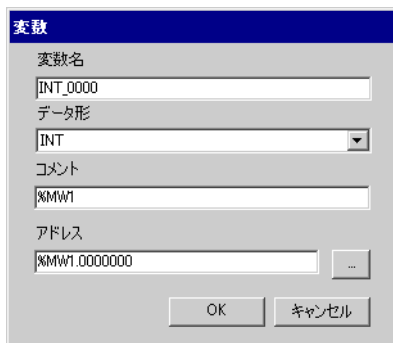 変数
変数名
INT_0000
データ形
INT
コメント
%MW1
アドレス
%MW1.0000000
...
OK
キャンセル